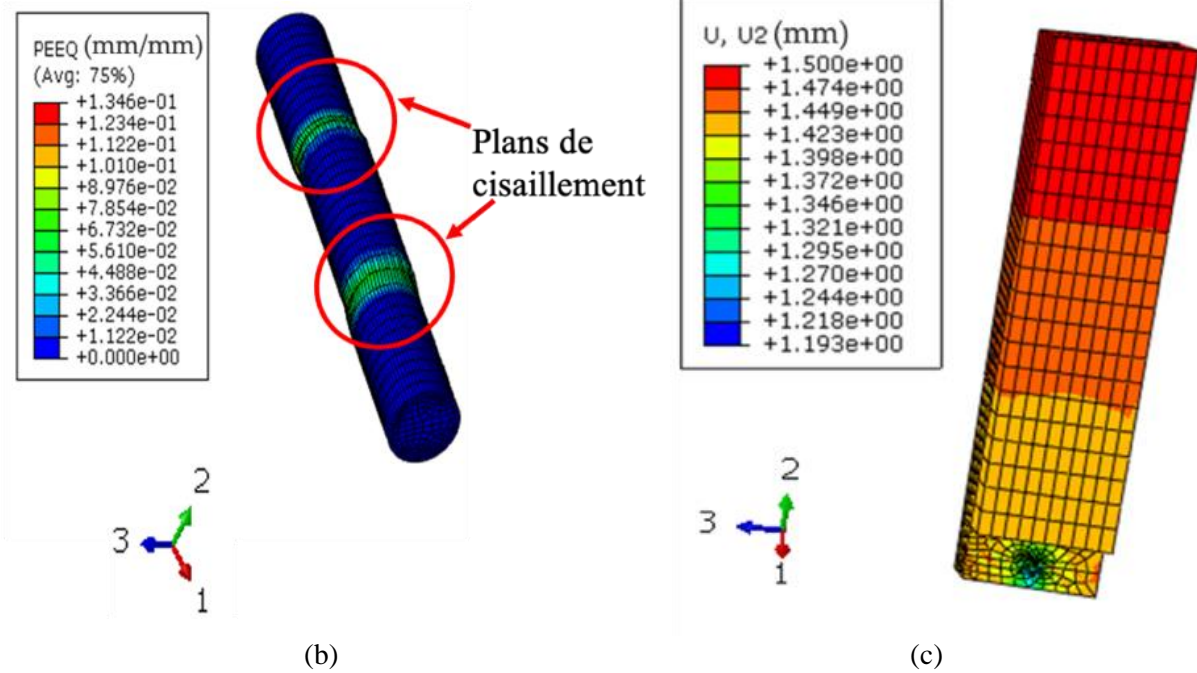 PEEQ (mm/mm)
(Avg: 75%)
+1.346e-01
+1.234e-01
+1.122e-01
+1.010e-01
+8.976e-02
+7.854e-02
+6.732e-02
+5.610e-02
+4.488e-02
+3.366e-02
+2.244e-02
+1.122e-02
+0.000e+00
Plans de
cisaillement
2
3
1
(b)
U, U2 (mm)
+1.500e+00
+1.474e+00
+1.449e+00
+1.423e+00
+1.398e+00
+1.372e+00
+1.346e+00
+1.321e+00
+1.295e+00
+1.270e+00
+1.244e+00
+1.218e+00
+1.193e+00
2
3
1
(c)